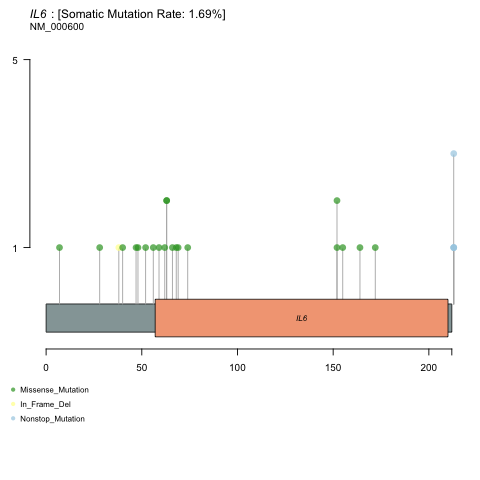 IL6 : [Somatic Mutation Rate: 1.69%]
NM_000600
5
1
IL6
0 50 100 150 200
Missense_Mutation
In_Frame_Del
Nonstop_Mutation